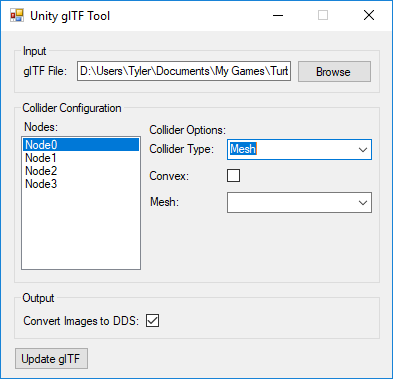 Unity glTF Tool
Input
glTF File: D:\Users\Tyler\Documents\My Games\Turb Browse
Collider Configuration
Nodes:
Node0
Node1
Node2
Node3
Collider Options:
Collider Type: Mesh
Convex:
Mesh:
Output
Convert Images to DDS:
Update glTF